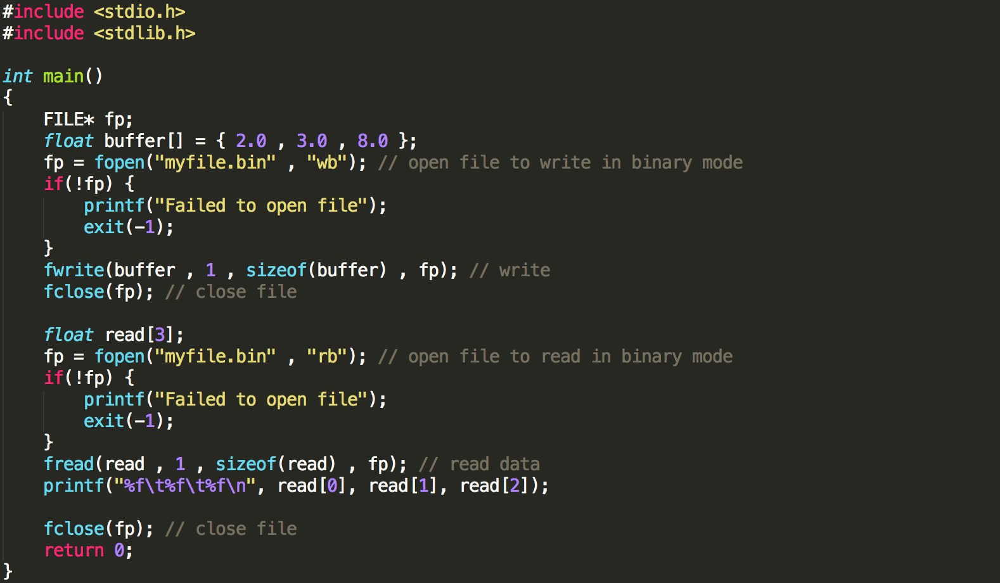 #include <stdio.h>
#include <stdlib.h>

int main()
{
    FILE* fp;
    float buffer[] = { 2.0 , 3.0 , 8.0 };
    fp = fopen("myfile.bin" , "wb"); // open file to write in binary mode
    if(!fp) {
        printf("Failed to open file");
        exit(-1);
    }
    fwrite(buffer , 1 , sizeof(buffer) , fp); // write
    fclose(fp); // close file

    float read[3];
    fp = fopen("myfile.bin" , "rb"); // open file to read in binary mode
    if(!fp) {
        printf("Failed to open file");
        exit(-1);
    }
    fread(read , 1 , sizeof(read) , fp); // read data
    printf("%f\t%f\t%f\n", read[0], read[1], read[2]);

    fclose(fp); // close file
    return 0;
}